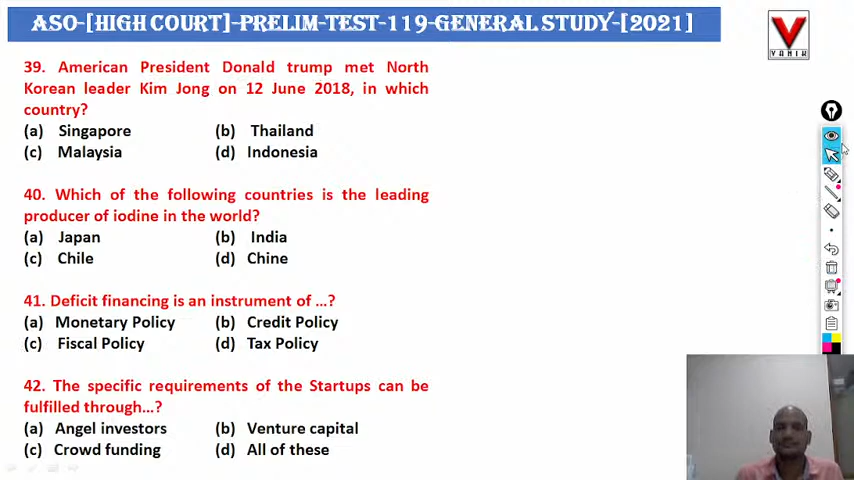 ASO-[HIGH COURT]-PRELIM-TEST-119-GENERAL STUDY-[2021]
VAMIR
39. American President Donald trump met North
Korean leader Kim Jong on 12 June 2018, in which
country?
(a) Singapore (b) Thailand
(c) Malaysia (d) Indonesia
40. Which of the following countries is the leading
producer of iodine in the world?
(a) Japan (b) India
(c) Chile (d) Chine
41. Deficit financing is an instrument of ...?
(a) Monetary Policy (b) Credit Policy
(c) Fiscal Policy (d) Tax Policy
42. The specific requirements of the Startups can be
fulfilled through...?
(a) Angel investors (b) Venture capital
(c) Crowd funding (d) All of these